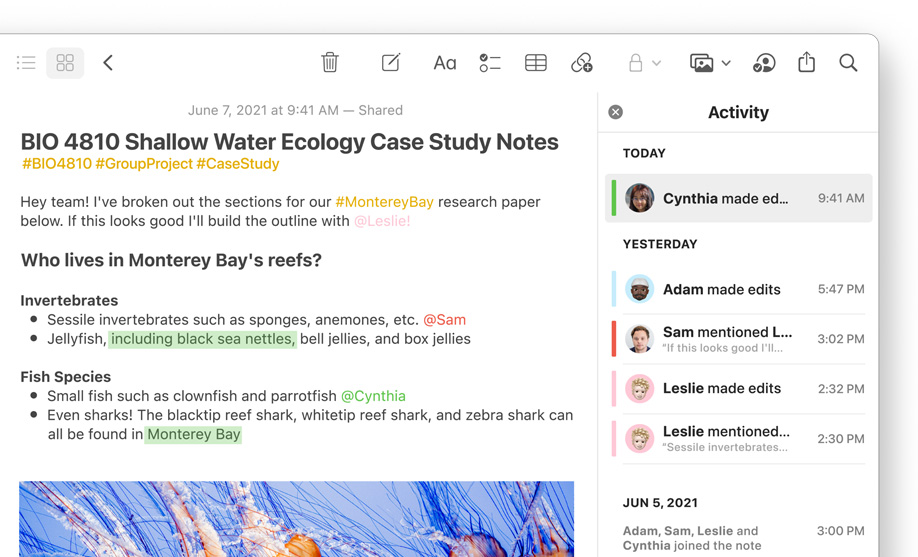 Aa
June 7, 2021 at 9:41 AM — Shared
BIO 4810 Shallow Water Ecology Case Study Notes
#BIO4810 #GroupProject #CaseStudy
Hey team! I've broken out the sections for our #MontereyBay research paper
below. If this looks good I'll build the outline with @Leslie!
Who lives in Monterey Bay's reefs?
Invertebrates
• Sessile invertebrates such as sponges, anemones, etc. @Sam
• Jellyfish, including black sea nettles, bell jellies, and box jellies
Fish Species
• Small fish such as clownfish and parrotfish @Cynthia
• Even sharks! The blacktip reef shark, whitetip reef shark, and zebra shark can
all be found in Monterey Bay
Activity
TODAY
Cynthia made ed... 9:41 AM
YESTERDAY
Adam made edits 5:47 PM
Sam mentioned L... 3:02 PM
"If this looks good I'll...
Leslie made edits 2:32 PM
Leslie mentioned... 2:30 PM
"Sessile invertebrates...
JUN 5, 2021
Adam, Sam, Leslie and 3:00 PM
Cynthia joined the note